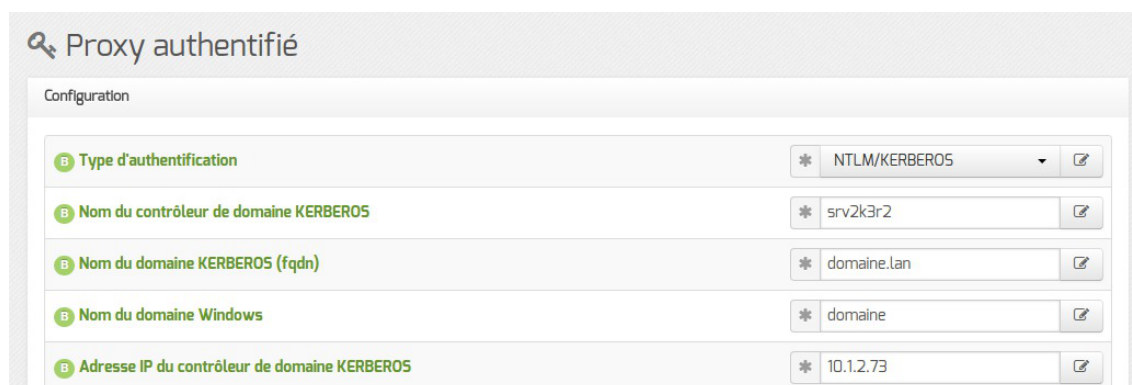 Proxy authentifié
Configuration
B Type d'authentification * NTLM/KERBEROS
B Nom du contrôleur de domaine KERBEROS * srv2k3r2
B Nom du domaine KERBEROS (fqdn) * domaine.lan
B Nom du domaine Windows * domaine
B Adresse IP du contrôleur de domaine KERBEROS * 10.1.2.73